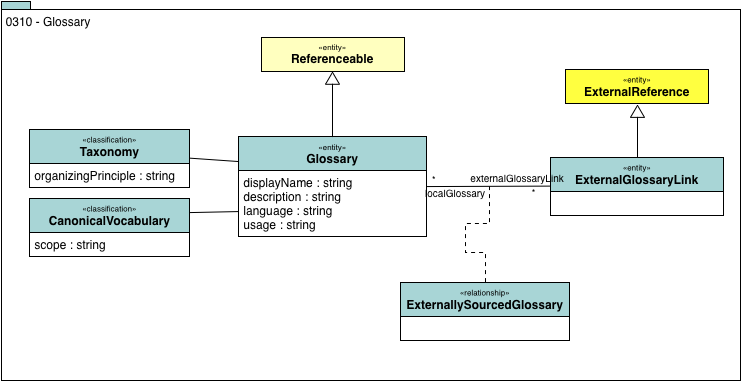 0310 - Glossary
«entity»
Referenceable
«entity»
ExternalReference
«classification»
Taxonomy
organizingPrinciple : string
«entity»
Glossary
displayName : string
description : string
language : string
usage : string
*
externalGlossaryLink
localGlossary
*
«entity»
ExternalGlossaryLink
«classification»
CanonicalVocabulary
scope : string
«relationship»
ExternallySourcedGlossary